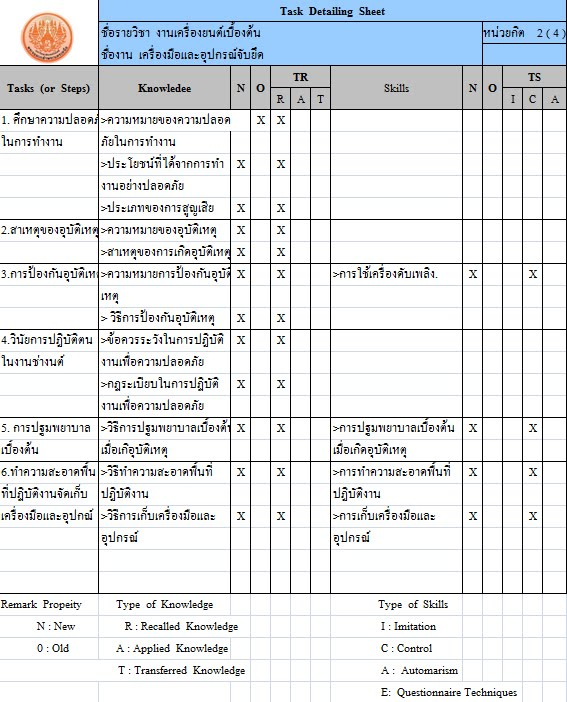 Task Detailing Sheet
ชื่อรายวิชา งานเครื่องยนต์เบื้องต้น หน่วยกิต 2 ( 4 )
ชื่องาน เครื่องมือและอุปกรณ์จับยึด
Tasks (or Steps) Knowledee N O TR Skills N O TS
R A T I C A
1. ศึกษาความปลอดภ >ความหมายของความปลอด X X
ในการทำงาน ภัยในการทำงาน
>ประโยชน์ที่ได้จากการทำ X X
งานอย่างปลอดภัย
>ประเภทของการสูญเสีย X X
2.สาเหตุของอุบัติเหตุ >ความหมายของอุบัติเหตุ X X
>สาเหตุของการเกิดอุบัติเหตุ X X
3.การป้องกันอุบัติเหต >ความหมายการป้องกันอุบัติ X X >การใช้เครื่องดับเพลิง. X X
เหตุ
> วิธีการป้องกันอุบัติเหตุ X X
4.วินัยการปฏิบัติตน >ข้อควรระวังในการปฏิบัติ X X
ในงานช่างนต์ งานเพื่อความปลอดภัย
>กฎระเบียบในการปฏิบัติ X X
งานเพื่อความปลอดภัย
5. การปฐมพยาบาล >วิธีการปฐมพยาบาลเบื้องต้น X X >การปฐมพยาบาลเบื้องต้น X X
เบื้องต้น เมื่อเกิอุบัติเหตุ เมื่อเกิดอุบัติเหตุ
6.ทำความสะอาดพื้น >วิธีทำความสะอาดพื้นที่ X X >การทำความสะอาดพื้นที่ X X
ที่ปฏิบัติงานจัดเก็บ ปฏิบัติงาน ปฏิบัติงาน
เครื่องมือและอุปกณ์ >วิธีการเก็บเครื่องมือและ X X >การเก็บเครื่องมือและ X X
อุปกรณ์ อุปกรณ์
Remark Propeity Type of Knowledge Type of Skills
N : New R : Recalled Knowledge I : Imitation
0 : Old A : Applied Knowledge C : Control
T : Transferred Knowledge A : Automarism
E: Questionnaire Techniques